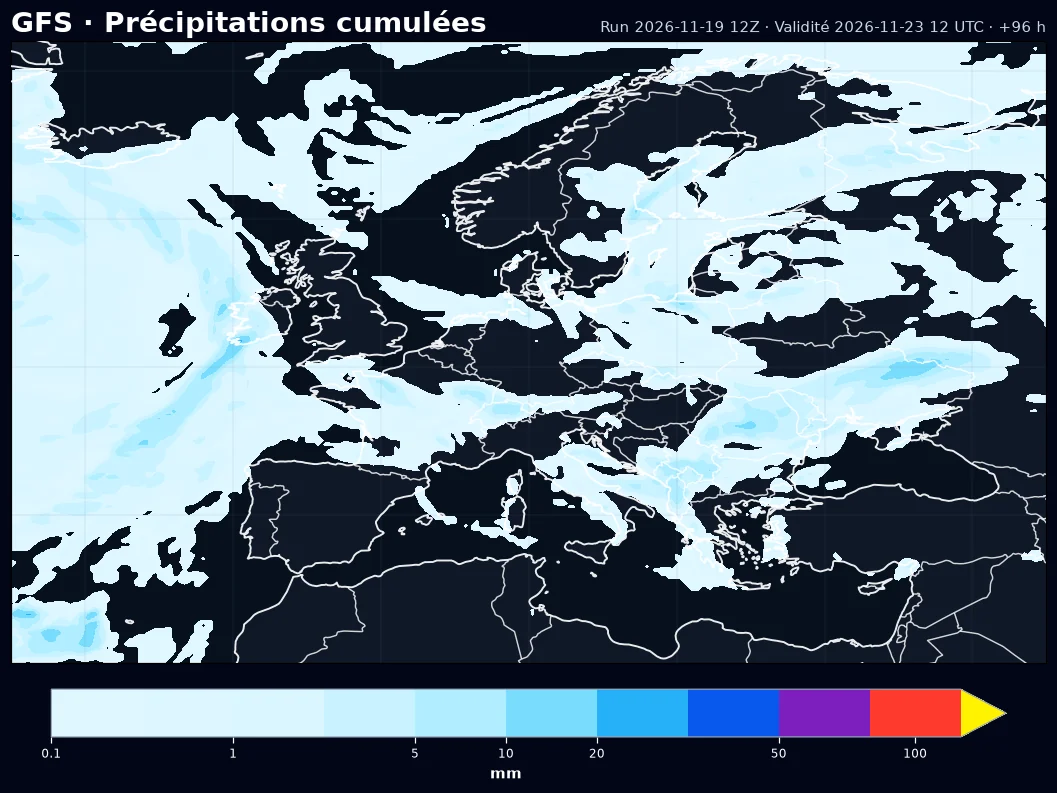 GFS · Précipitations cumulées
Run 2026-11-19 12Z · Validité 2026-11-23 12 UTC · +96 h
0.1 1 5 10 20 50 100
mm